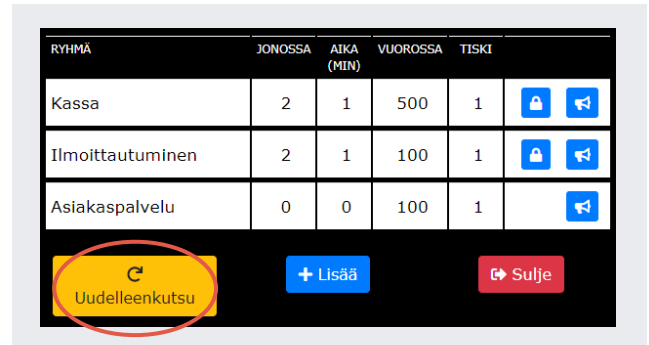 RYHMÄ JONOSSA AIKA (MIN) VUOROSSA TISKI
Kassa 2 1 500 1
Ilmoittautuminen 2 1 100 1
Asiakaspalvelu 0 0 100 1
Uudelleenkutsu
Lisää
Sulje